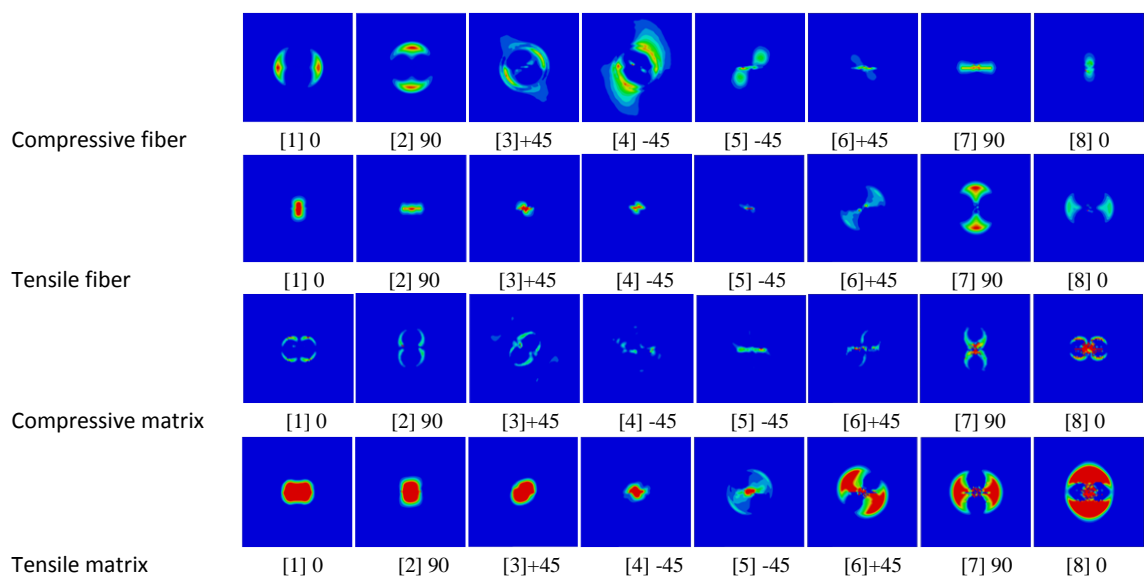 Compressive fiber [1] 0 [2] 90 [3]+45 [4] -45 [5] -45 [6]+45 [7] 90 [8] 0
Tensile fiber [1] 0 [2] 90 [3]+45 [4] -45 [5] -45 [6]+45 [7] 90 [8] 0
Compressive matrix [1] 0 [2] 90 [3]+45 [4] -45 [5] -45 [6]+45 [7] 90 [8] 0
Tensile matrix [1] 0 [2] 90 [3]+45 [4] -45 [5] -45 [6]+45 [7] 90 [8] 0